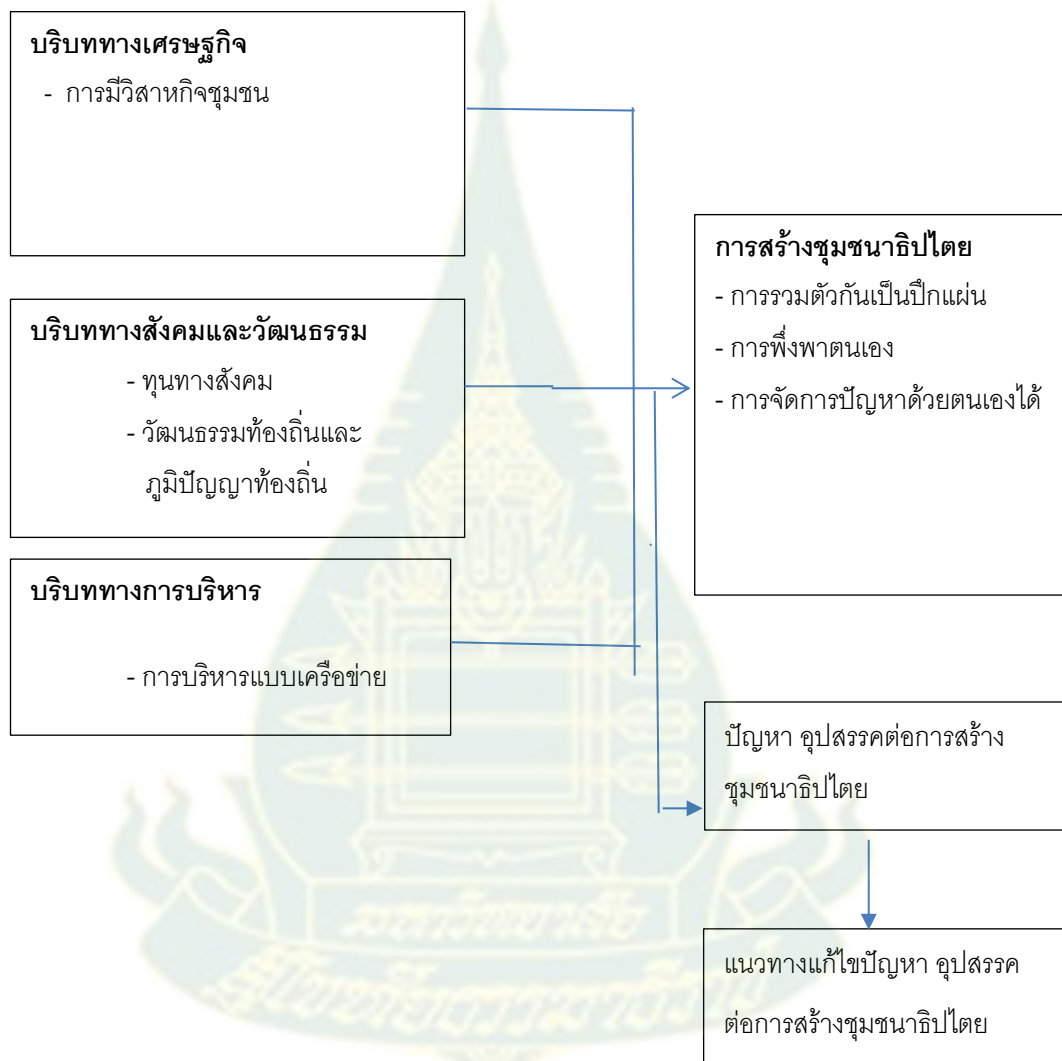 บริบททางเศรษฐกิจ
- การมีวิสาหกิจชุมชน
บริบททางสังคมและวัฒนธรรม
- ทุนทางสังคม
- วัฒนธรรมท้องถิ่นและ
ภูมิปัญญาท้องถิ่น
บริบททางการบริหาร
- การบริหารแบบเครือข่าย
การสร้างชุมชนาธิปไตย
- การรวมตัวกันเป็นปึกแผ่น
- การพึ่งพาตนเอง
- การจัดการปัญหาด้วยตนเองได้
ปัญหา อุปสรรคต่อการสร้าง
ชุมชนาธิปไตย
แนวทางแก้ไขปัญหา อุปสรรค
ต่อการสร้างชุมชนาธิปไตย